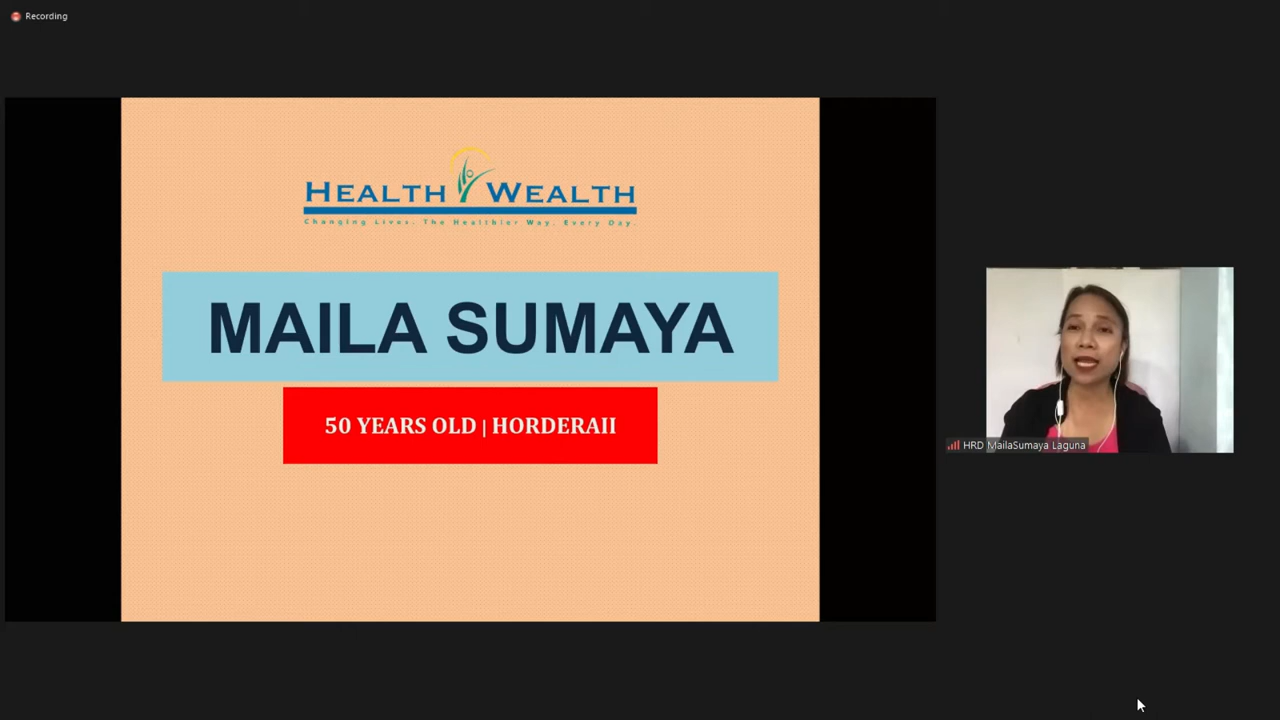 Recording
HEALTH WEALTH
Changing Lives. The Healthier Way. Every Day.
MAILA SUMAYA
50 YEARS OLD | HORDERAII
HRD MailaSumaya Laguna